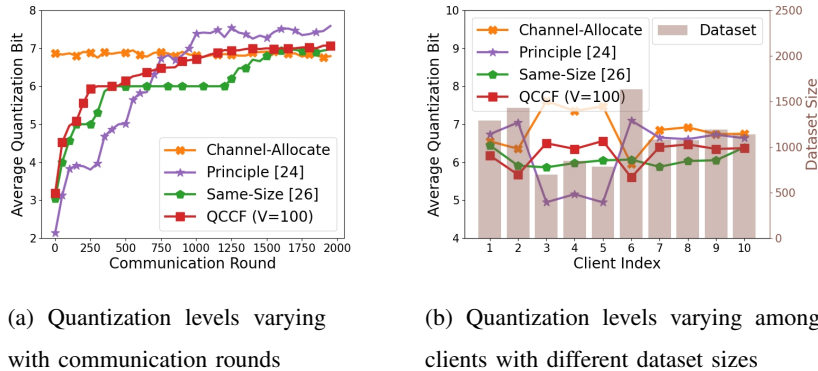 Average Quantization Bit
8
7
6
5
4
3
2
0 250 500 750 1000 1250 1500 1750 2000
Communication Round
Channel-Allocate
Principle [24]
Same-Size [26]
QCCF (V=100)
Average Quantization Bit
10
9
8
7
6
5
4
1 2 3 4 5 6 7 8 9 10
Client Index
Channel-Allocate
Principle [24]
Same-Size [26]
QCCF (V=100)
Dataset
2500
2000
1500
1000
500
0
Dataset Size
(a) Quantization levels varying
with communication rounds
(b) Quantization levels varying among
clients with different dataset sizes